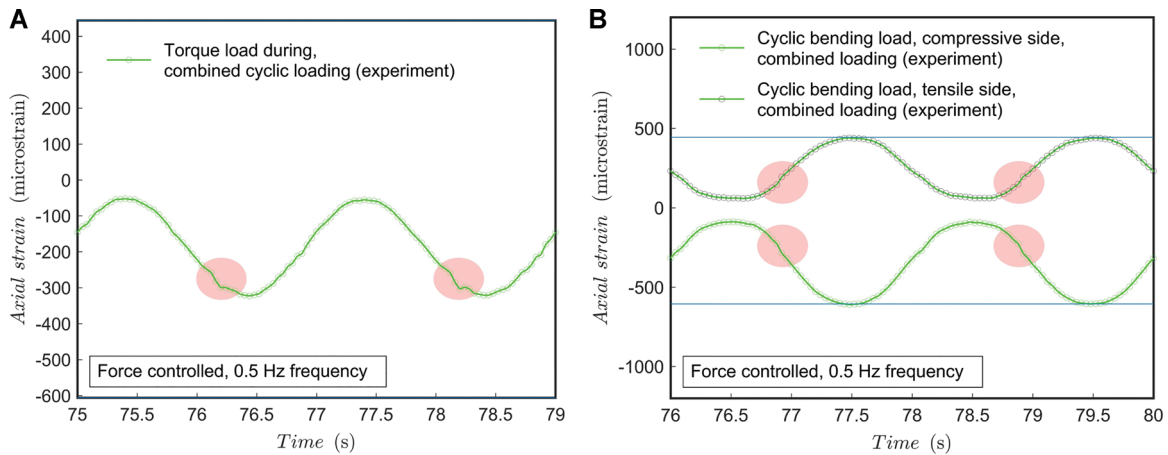 A
Torque load during,
combined cyclic loading (experiment)
400
300
200
100
0
-100
-200
-300
-400
-500
-600
Axial strain (microstrain)
Force controlled, 0.5 Hz frequency
75 75.5 76 76.5 77 77.5 78 78.5 79
Time (s)
B
Cyclic bending load, compressive side,
combined loading (experiment)
Cyclic bending load, tensile side,
combined loading (experiment)
1000
500
0
-500
-1000
Axial strain (microstrain)
Force controlled, 0.5 Hz frequency
76 76.5 77 77.5 78 78.5 79 79.5 80
Time (s)